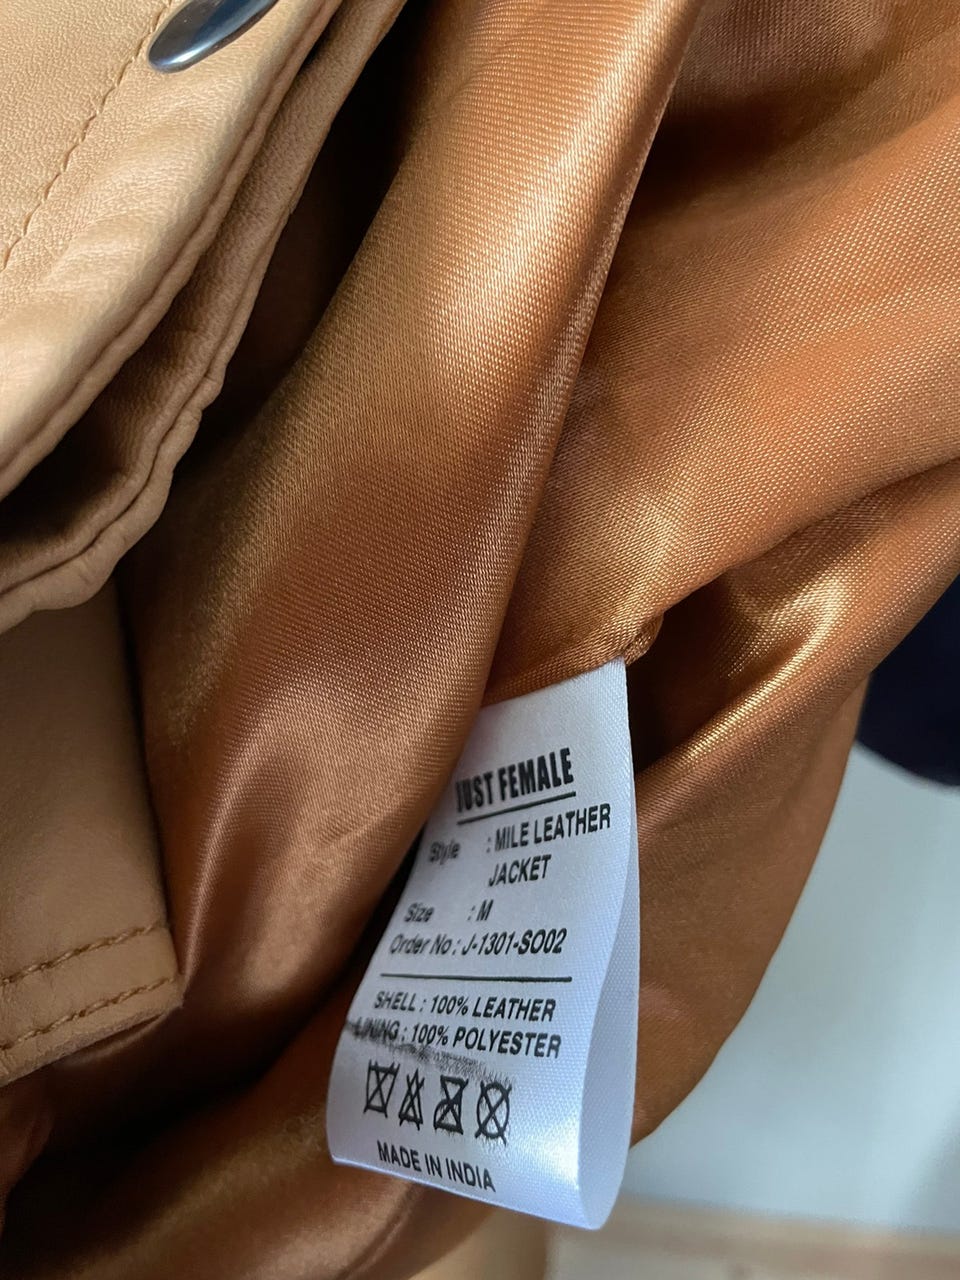 JUST FEMALE
Style : MILE LEATHER
JACKET
Size : M
Order No : J-1301-SO02
SHELL : 100% LEATHER
LINING : 100% POLYESTER
MADE IN INDIA